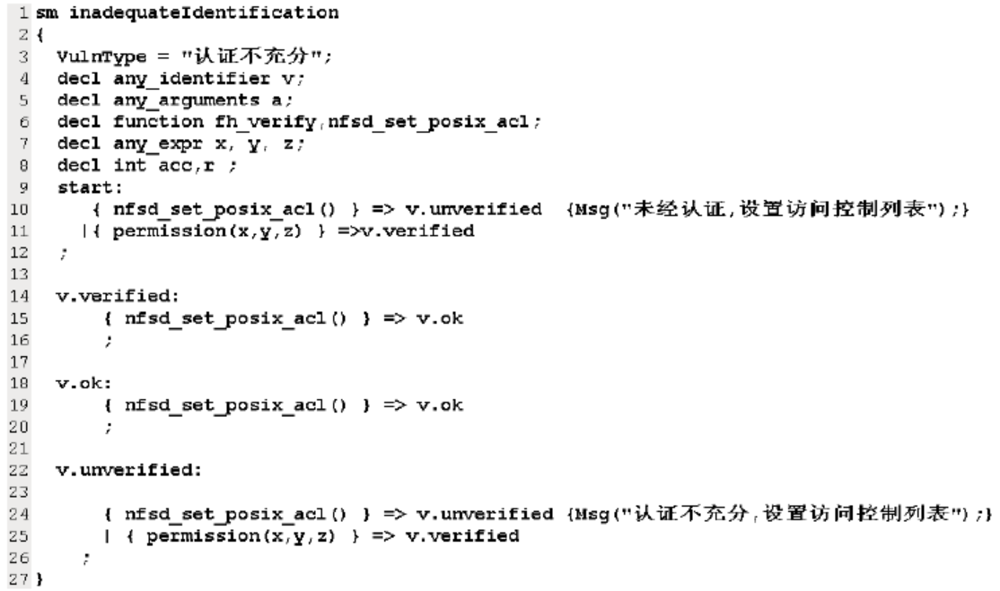 1 sm inadequateIdentification
2 {
3 VulnType = "认证不充分";
4 decl any_identifier v;
5 decl any_arguments a;
6 decl function fh_verify,nfsd_set_posix_acl;
7 decl any_expr x, y, z;
8 decl int acc,r ;
9 start:
10 { nfsd_set_posix_acl() } => v.unverified {Msg("未经认证,设置访问控制列表");}
11 |{ permission(x,y,z) } =>v.verified
12 ;
13
14 v.verified:
15 { nfsd_set_posix_acl() } => v.ok
16 ;
17
18 v.ok:
19 { nfsd_set_posix_acl() } => v.ok
20 ;
21
22 v.unverified:
23
24 { nfsd_set_posix_acl() } => v.unverified {Msg("认证不充分,设置访问控制列表");}
25 | { permission(x,y,z) } => v.verified
26 ;
27 }